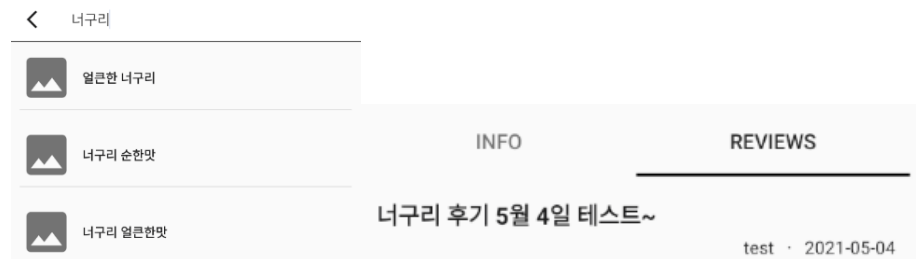 너구리
얼큰한 너구리
너구리 순한맛
너구리 얼큰한맛
INFO REVIEWS
너구리 후기 5월 4일 테스트~
test · 2021-05-04